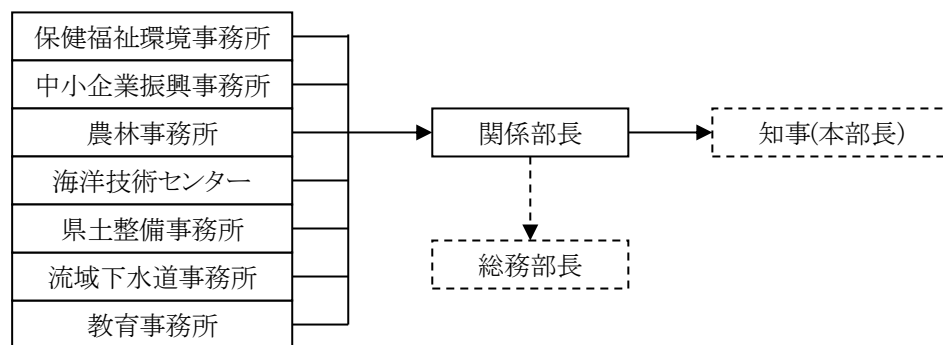 保健福祉環境事務所
中小企業振興事務所
農林事務所
海洋技術センター
県土整備事務所
流域下水道事務所
教育事務所
関係部長
知事(本部長)
総務部長